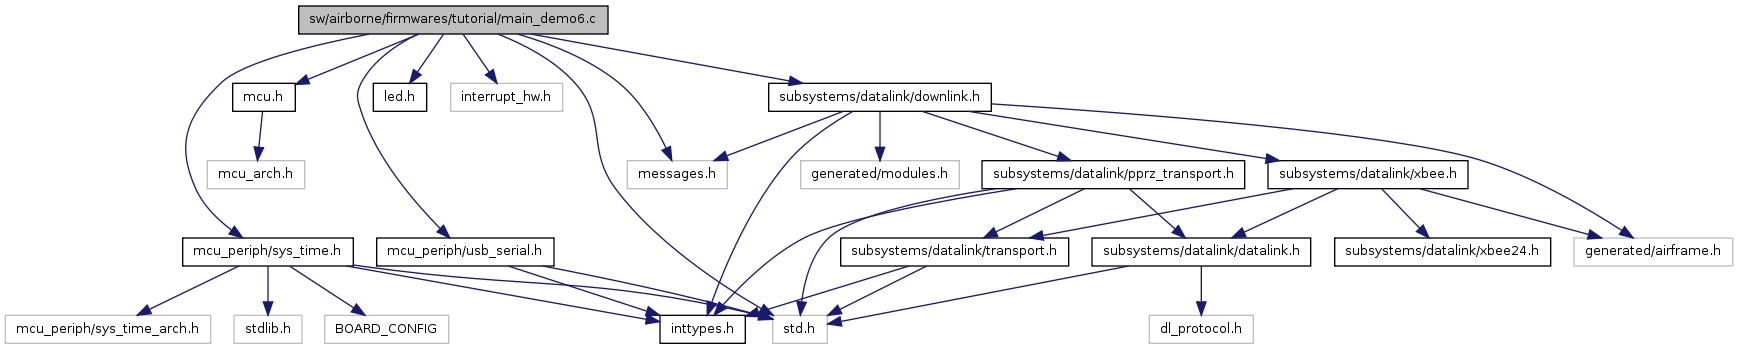 sw/airborne/firmwares/tutorial/main_demo6.c
mcu.h
led.h
interrupt_hw.h
subsystems/datalink/downlink.h
mcu_arch.h
messages.h
generated/modules.h
subsystems/datalink/pprz_transport.h
subsystems/datalink/xbee.h
mcu_periph/sys_time.h
mcu_periph/usb_serial.h
subsystems/datalink/transport.h
subsystems/datalink/datalink.h
subsystems/datalink/xbee24.h
generated/airframe.h
mcu_periph/sys_time_arch.h
stdlib.h
BOARD_CONFIG
inttypes.h
std.h
dl_protocol.h